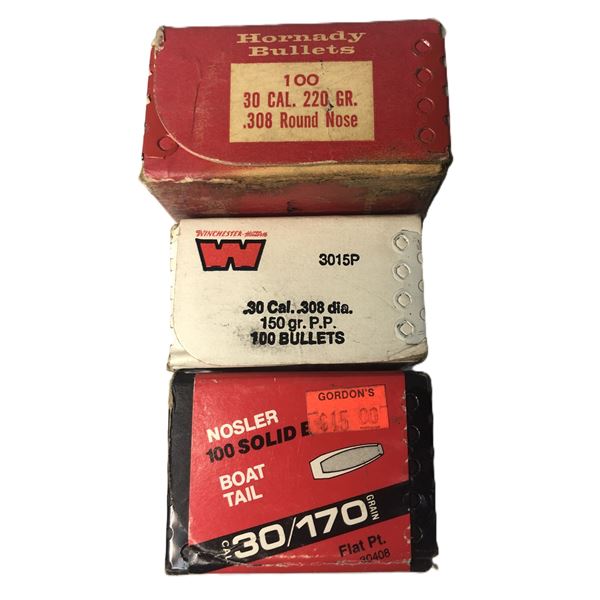 Hornady
Bullets
100
30 CAL. 220 GR.
.308 Round Nose
WINCHESTER-Western
W
3015P
.30 Cal. .308 dia.
150 gr. P.P.
100 BULLETS
GORDON'S
$15 00
NOSLER
100 SOLID
BOAT
TAIL
CAL. 30/170 GRAIN
Flat Pt.
30408